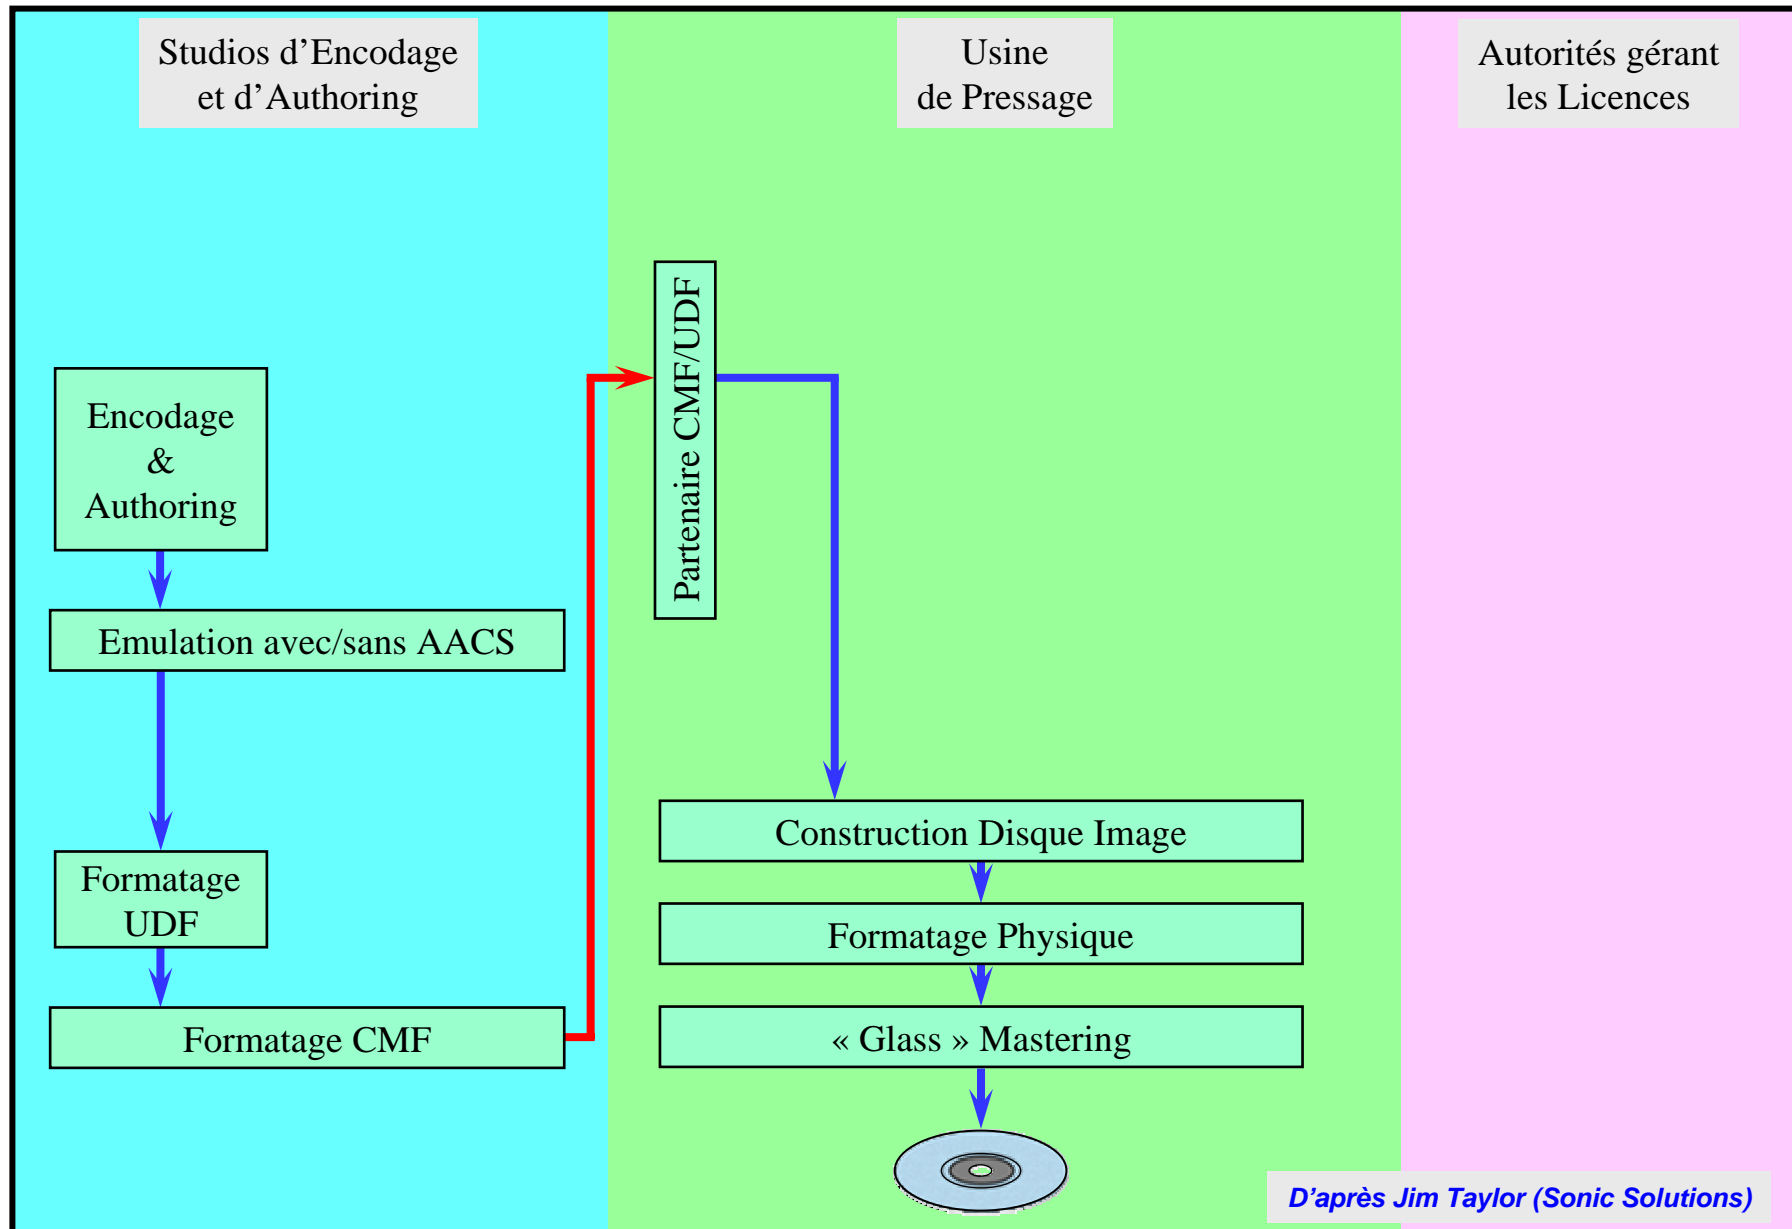 Studios d’Encodage
et d’Authoring
Usine
de Pressage
Autorités gérant
les Licences
Encodage
&
Authoring
Emulation avec/sans AACS
Formatage
UDF
Formatage CMF
Partenaire CMF/UDF
Construction Disque Image
Formatage Physique
« Glass » Mastering
D’après Jim Taylor (Sonic Solutions)